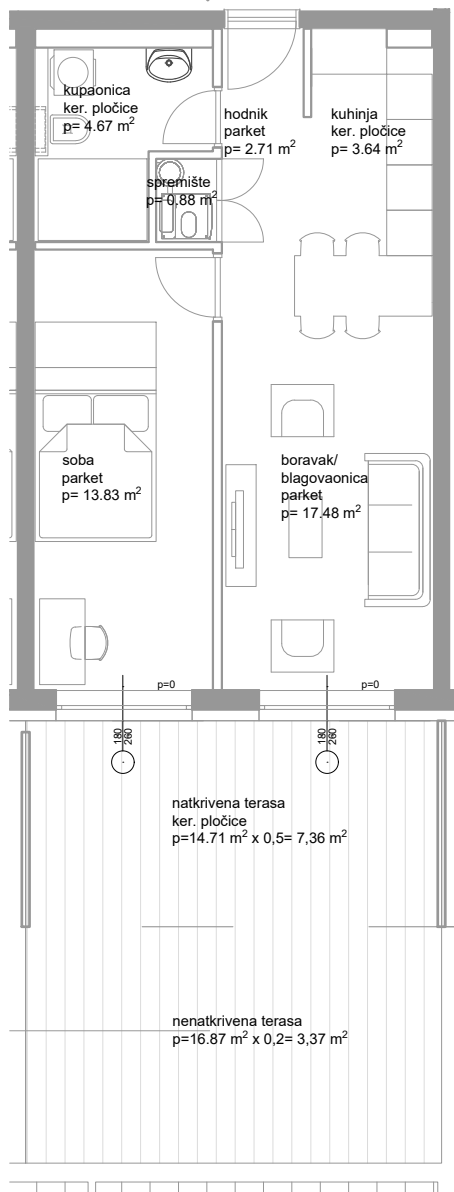 kupaonica
ker. pločice
p= 4.67 m²
hodnik
parket
p= 2.71 m²
kuhinja
ker. pločice
p= 3.64 m²
spremište
p= 0.88 m²
soba
parket
p= 13.83 m²
boravak/
blagovaonica
parket
p= 17.48 m²
p=0
p=0
180
260
180
260
natkrivena terasa
ker. pločice
p=14.71 m² x 0,5= 7,36 m²
nenatkrivena terasa
p=16.87 m² x 0,2= 3,37 m²